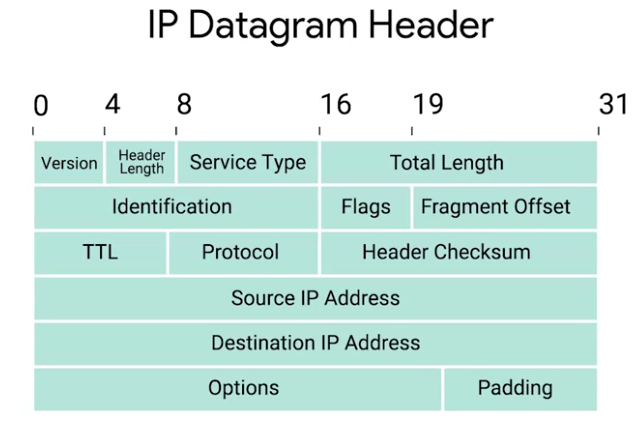 IP Datagram Header
0 4 8 16 19 31
Version Header Length Service Type Total Length
Identification Flags Fragment Offset
TTL Protocol Header Checksum
Source IP Address
Destination IP Address
Options Padding